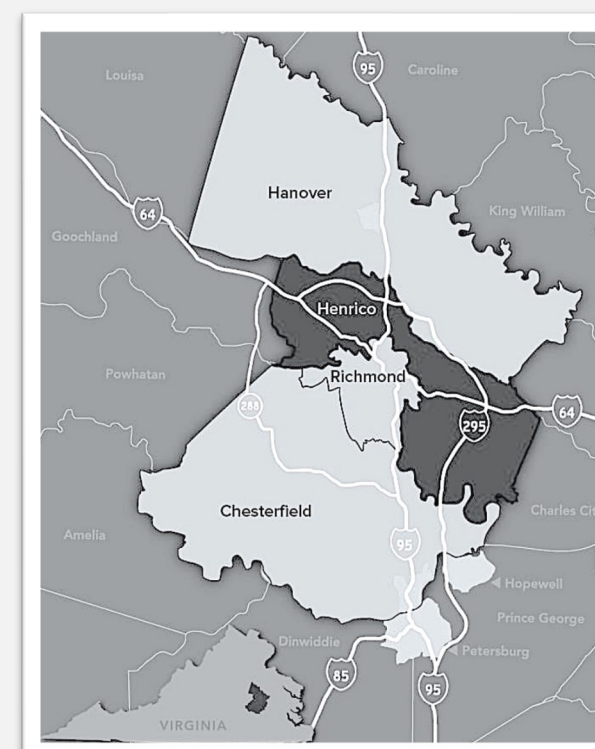 95
Louisa
Caroline
Hanover
64
King William
Goochland
Henrico
Powhatan
Richmond
288
64
295
Chesterfield
Charles Cit
Amelia
95
Hopewell
Prince George
Dinwiddie
Petersburg
85
95
VIRGINIA